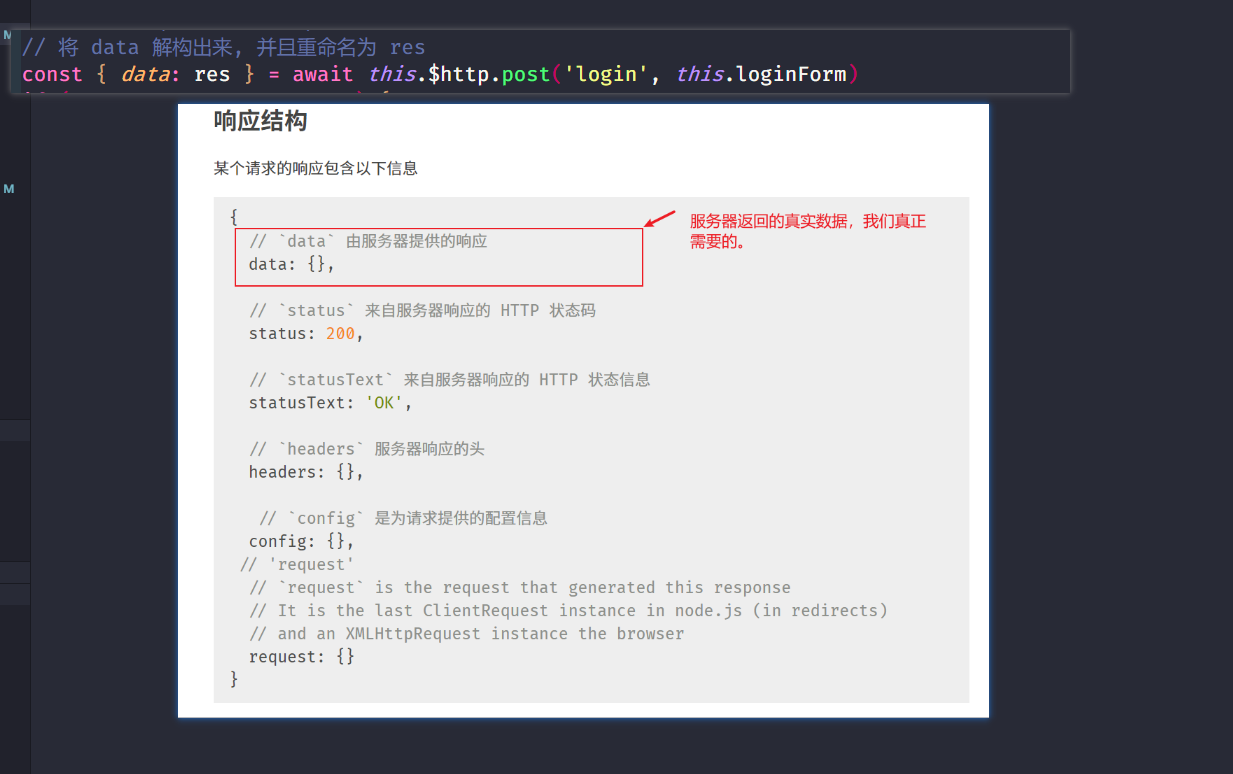 M
// 将 data 解构出来, 并且重命名为 res
const { data: res } = await this.$http.post('login', this.loginForm)
响应结构
某个请求的响应包含以下信息
M
{
服务器返回的真实数据，我们真正
需要的。
// `data` 由服务器提供的响应
data: {},
// `status` 来自服务器响应的 HTTP 状态码
status: 200,
// `statusText` 来自服务器响应的 HTTP 状态信息
statusText: 'OK',
// `headers` 服务器响应的头
headers: {},
// `config` 是为请求提供的配置信息
config: {},
// 'request'
// `request` is the request that generated this response
// It is the last ClientRequest instance in node.js (in redirects)
// and an XMLHttpRequest instance the browser
request: {}
}